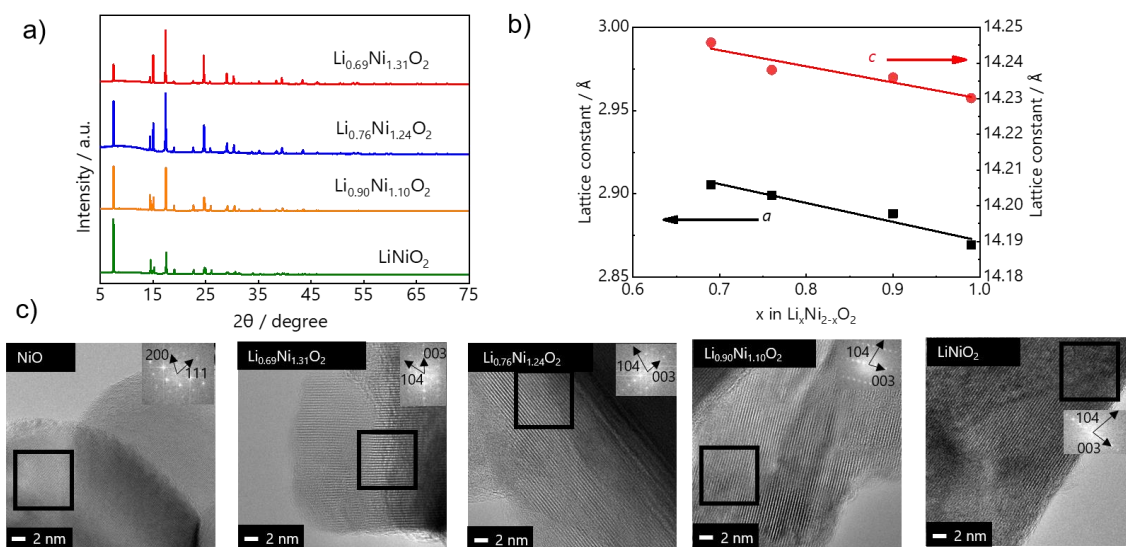 a)
Intensity / a.u.
Li0.69Ni1.31O2
Li0.76Ni1.24O2
Li0.90Ni1.10O2
LiNiO2
5 15 25 35 45 55 65 75
2θ / degree
b)
Lattice constant / Å
3.00
2.95
2.90
2.85
c
a
14.25
14.24
14.23
14.22
14.21
14.20
14.19
14.18
Lattice constant / Å
0.6 0.7 0.8 0.9 1.0
x in LixNi2-xO2
c)
NiO
200
111
2 nm
Li0.69Ni1.31O2
003
104
2 nm
Li0.76Ni1.24O2
104
003
2 nm
Li0.90Ni1.10O2
104
003
2 nm
LiNiO2
104
003
2 nm